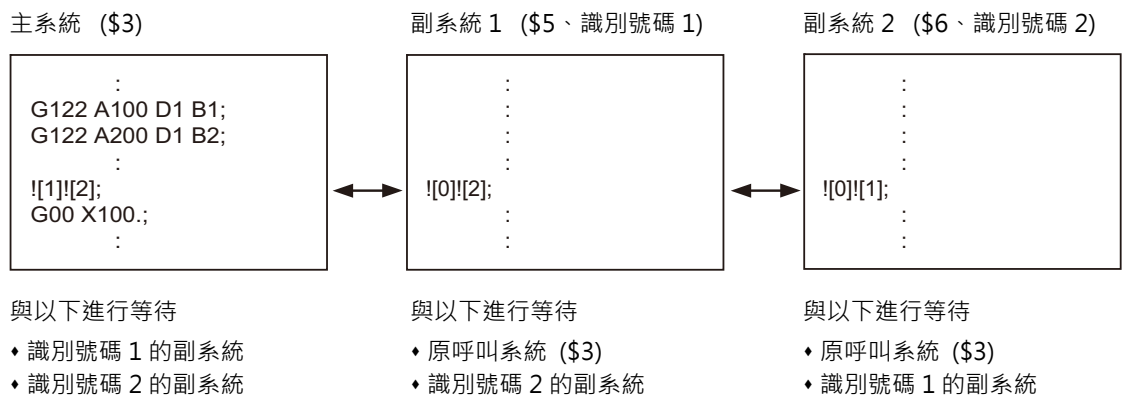 主系統 ($3)
:
G122 A100 D1 B1;
G122 A200 D1 B2;
:
![1]![2];
G00 X100.;
:
與以下進行等待
♦ 識別號碼 1 的副系統
♦ 識別號碼 2 的副系統
副系統 1 ($5、識別號碼 1)
:
:
:
:
![0]![2];
:
:
與以下進行等待
♦ 原呼叫系統 ($3)
♦ 識別號碼 2 的副系統
副系統 2 ($6、識別號碼 2)
:
:
:
:
![0]![1];
:
:
與以下進行等待
♦ 原呼叫系統 ($3)
♦ 識別號碼 1 的副系統